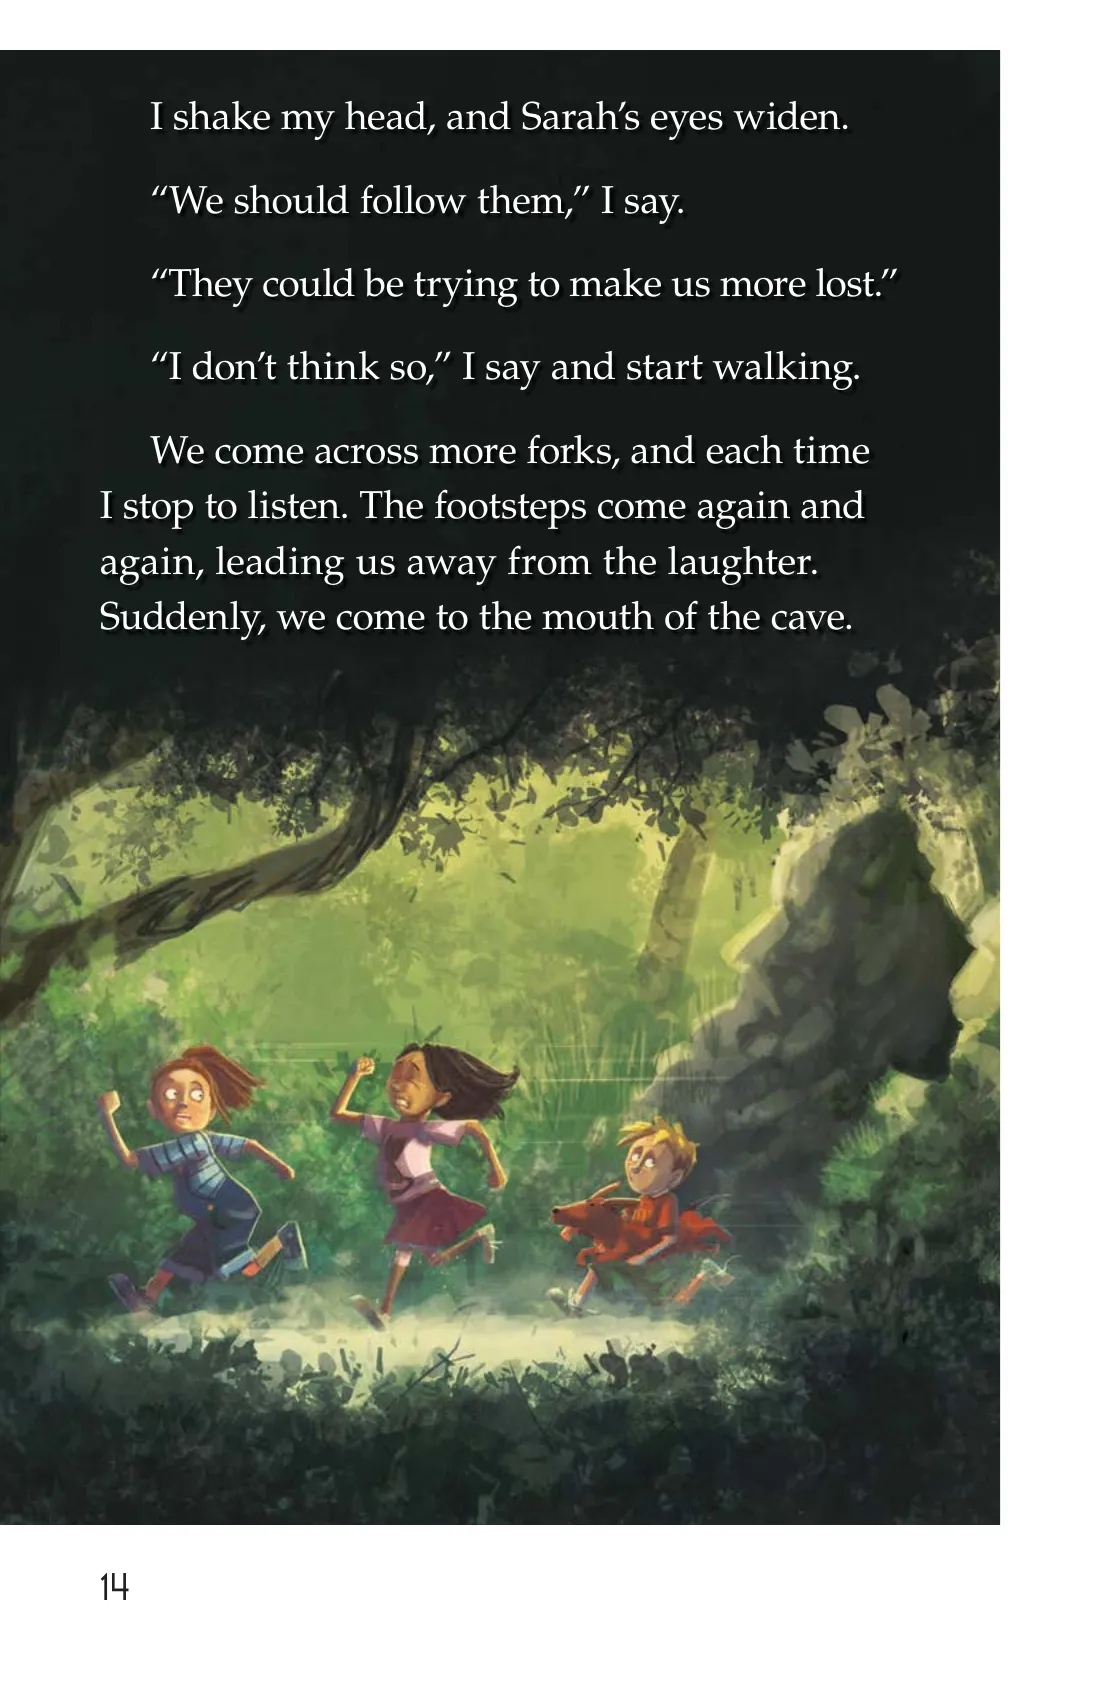 I shake my head, and Sarah’s eyes widen.
“We should follow them,” I say.
“They could be trying to make us more lost.”
“I don’t think so,” I say and start walking.
We come across more forks, and each time
I stop to listen. The footsteps come again and
again, leading us away from the laughter.
Suddenly, we come to the mouth of the cave.
14